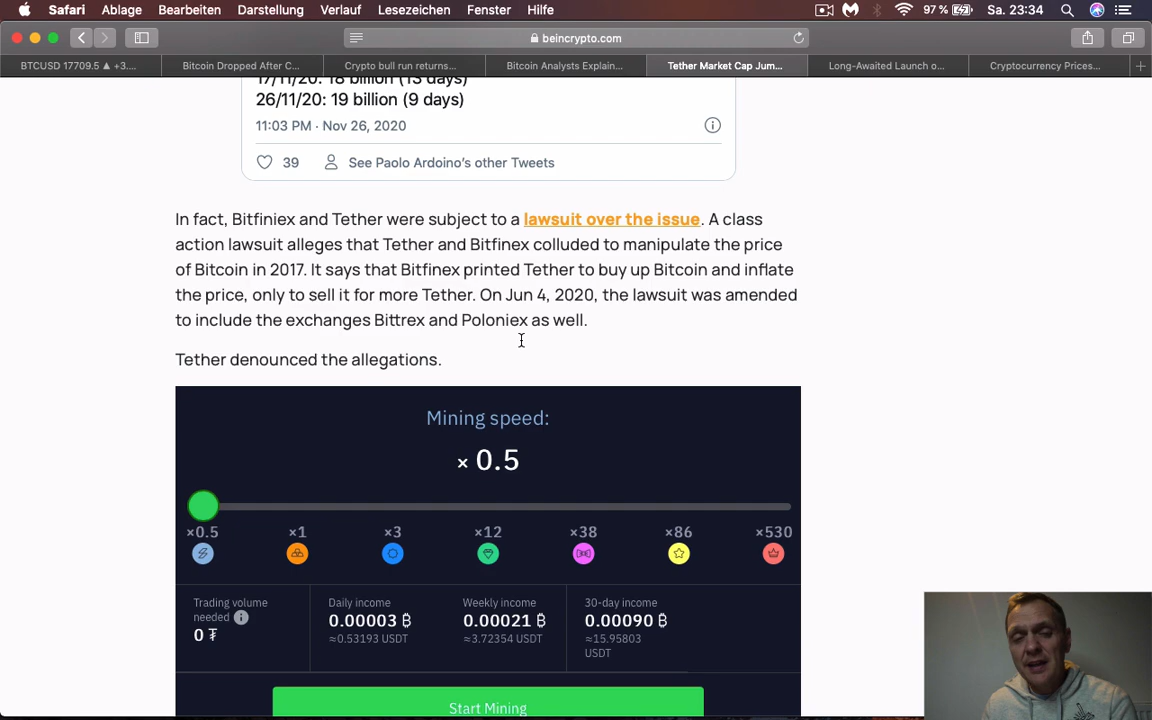 Safari Ablage Bearbeiten Darstellung Verlauf Lesezeichen Fenster Hilfe 97 % Sa. 23:34
beincrypto.com
BTCUSD 17709.5 ▲ +3.... Bitcoin Dropped After C... Crypto bull run returns... Bitcoin Analysts Explain... Tether Market Cap Jum... Long-Awaited Launch o... Cryptocurrency Prices...
17/11/20: 18 billion (13 days)
26/11/20: 19 billion (9 days)
11:03 PM · Nov 26, 2020
39 See Paolo Ardoino's other Tweets
In fact, Bitfiniex and Tether were subject to a lawsuit over the issue. A class
action lawsuit alleges that Tether and Bitfinex colluded to manipulate the price
of Bitcoin in 2017. It says that Bitfinex printed Tether to buy up Bitcoin and inflate
the price, only to sell it for more Tether. On Jun 4, 2020, the lawsuit was amended
to include the exchanges Bittrex and Poloniex as well.
Tether denounced the allegations.
Mining speed:
× 0.5
×0.5 ×1 ×3 ×12 ×38 ×86 ×530
Trading volume needed
0 ₮
Daily income
0.00003 ₿
≈0.53193 USDT
Weekly income
0.00021 ₿
≈3.72354 USDT
30-day income
0.00090 ₿
≈15.95803
USDT
Start Mining